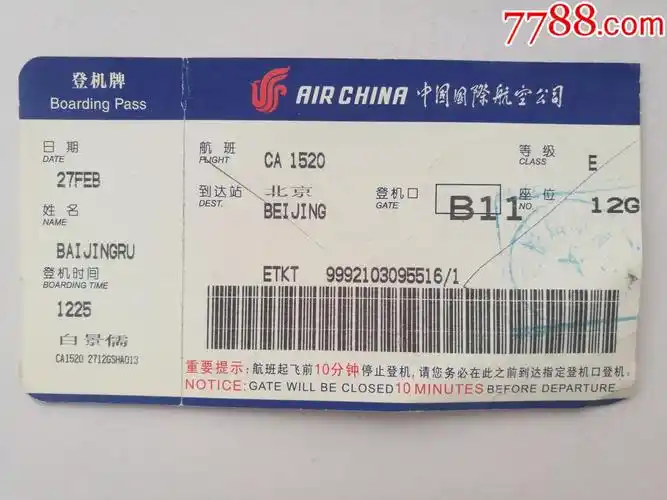 7788.com
登机牌
Boarding Pass
AIR CHINA 中国国際航空公司
日期
DATE
27FEB
姓名
NAME
BAIJINGRU
登机时间
BOARDING TIME
1225
白景儒
CA1520 2712GSHA013
航班
FLIGHT
CA 1520
等级
CLASS
E
到达站
DEST.
北京
BEIJING
登机口
GATE
B11
座位
NO
12G
ETKT 9992103095516/1
重要提示:航班起飞前10分钟停止登机,请您务必在此之前到达指定登机口登机。
NOTICE:GATE WILL BE CLOSED 10 MINUTES BEFORE DEPARTURE.